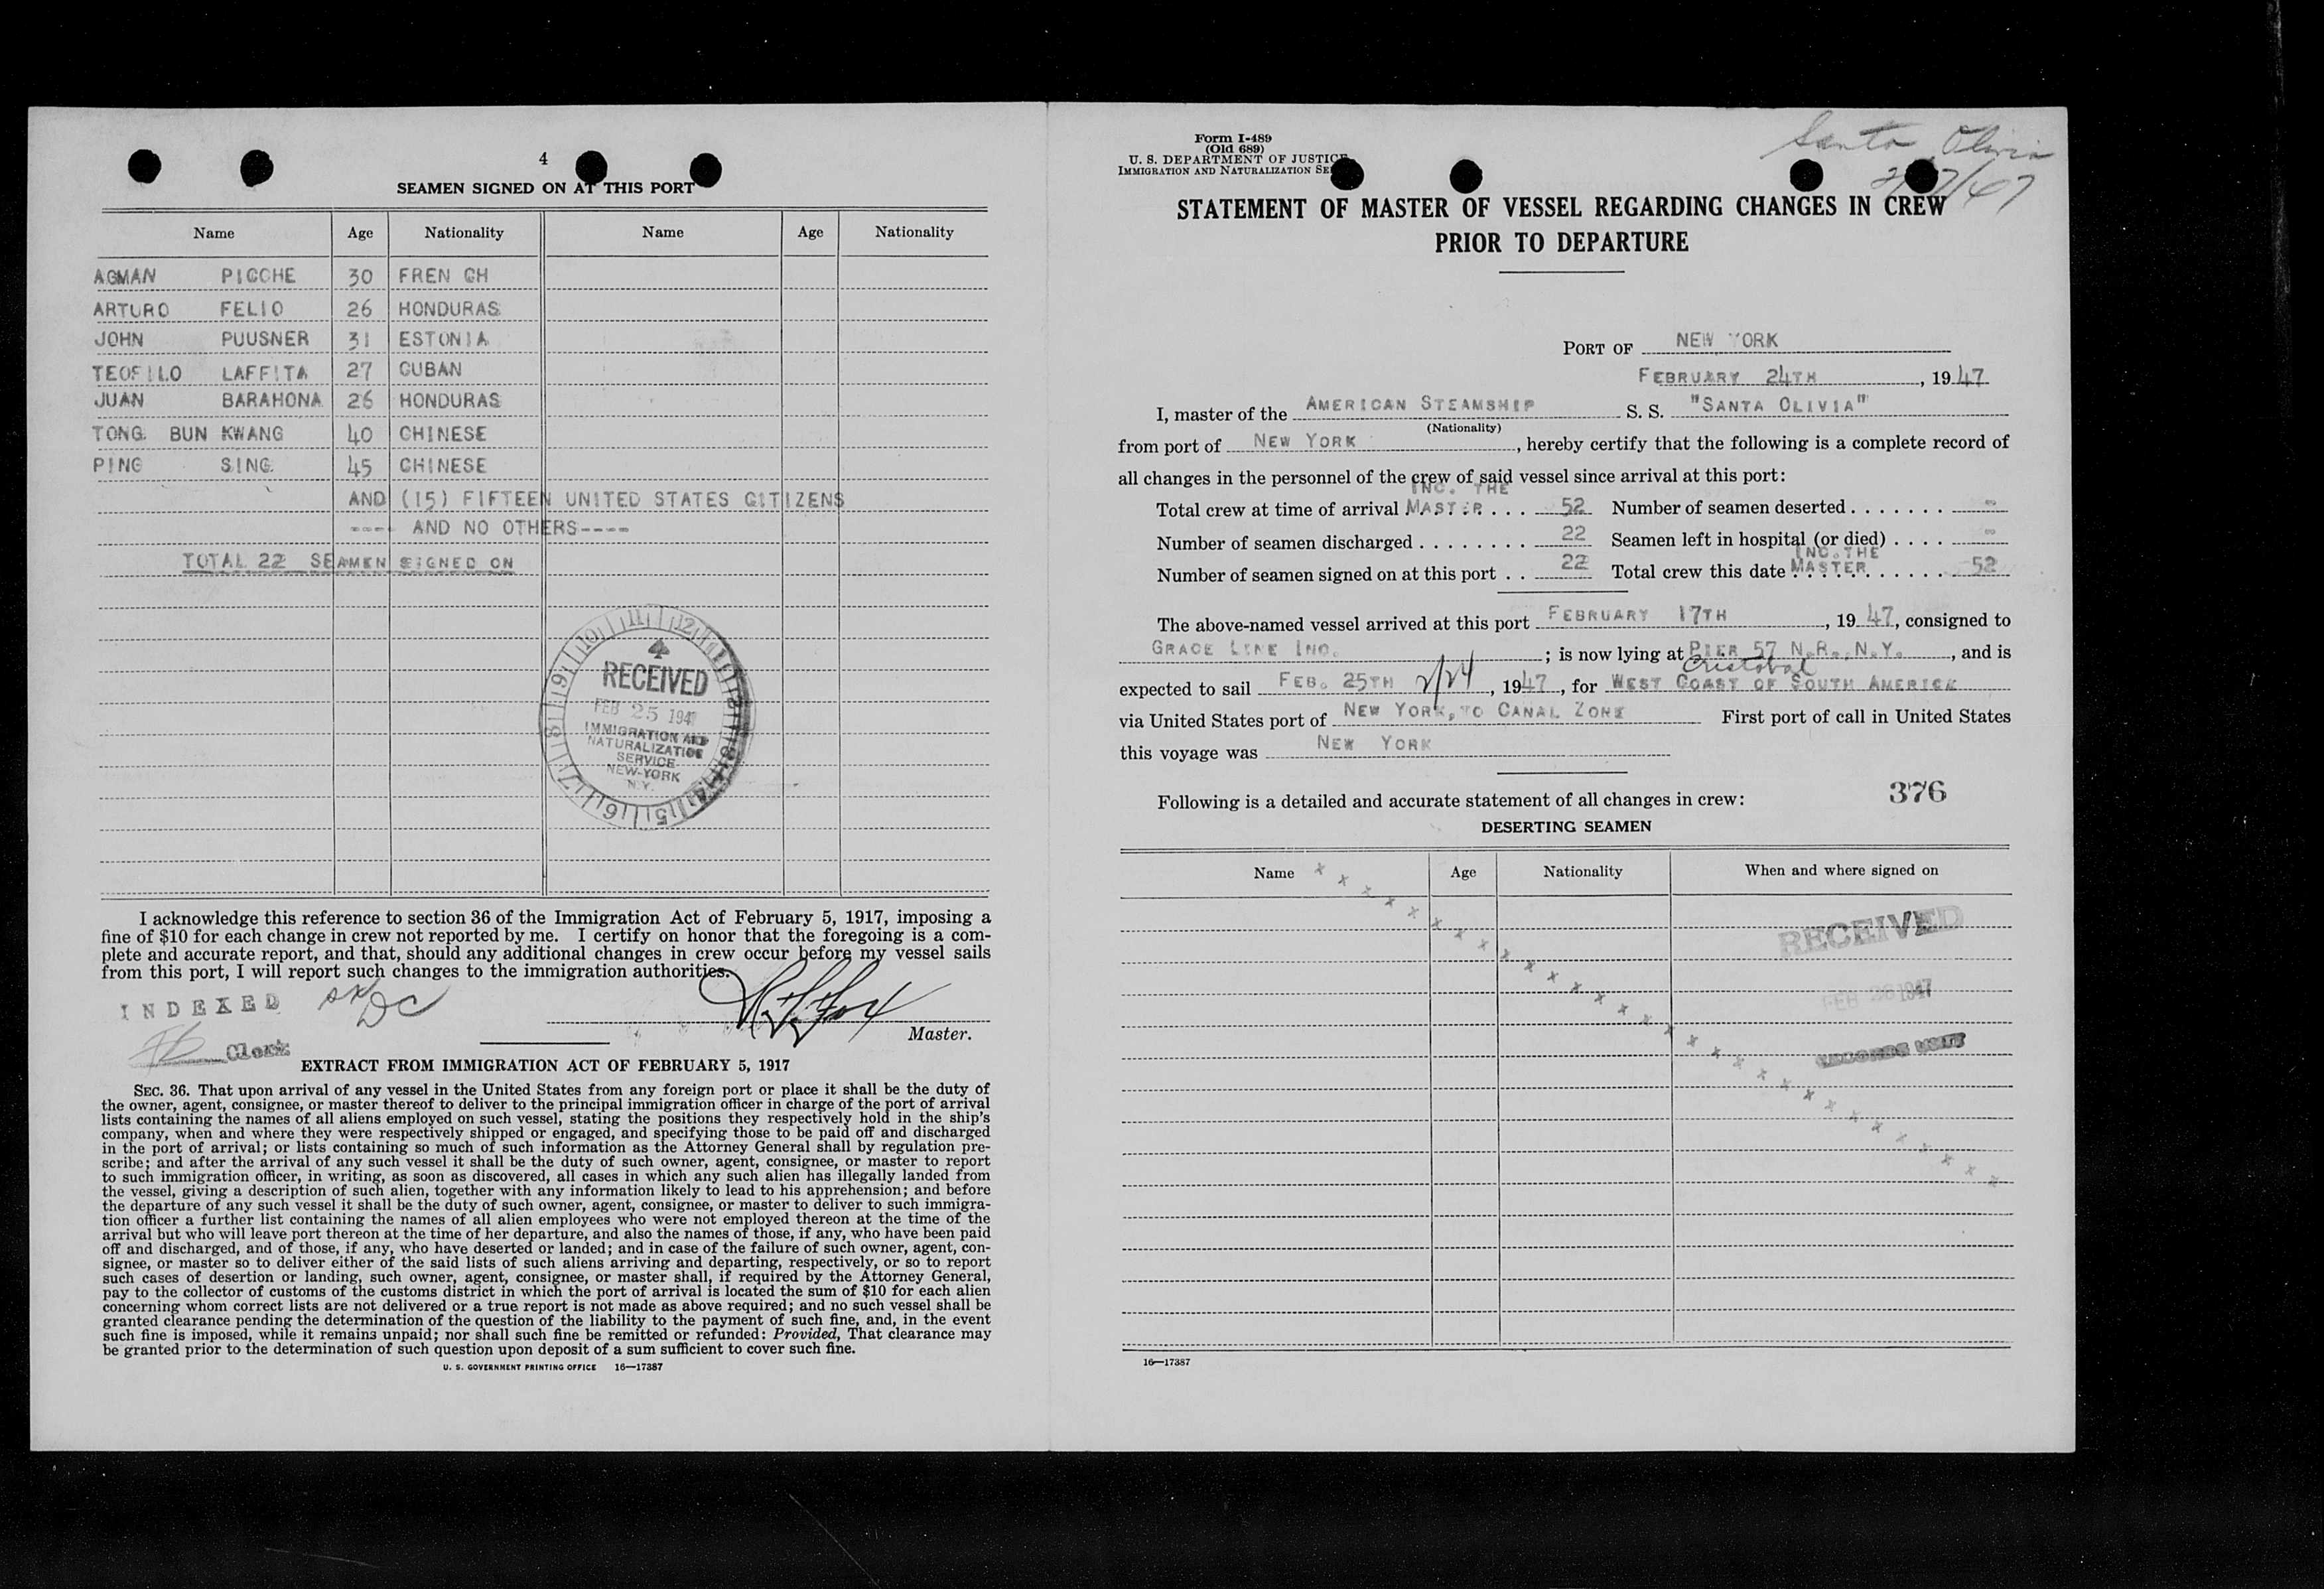 4
SEAMEN SIGNED ON AT THIS PORT
Name Age Nationality Name Age Nationality
AGMAN PICCHE 30 FREN CH
ARTURO FELIO 26 HONDURAS
JOHN PUUSNER 31 ESTONIA
TEOFILO LAFFITA 27 CUBAN
JUAN BARAHONA 26 HONDURAS
TONG BUN KWANG 40 CHINESE
PING SING 45 CHINESE
AND (15) FIFTEEN UNITED STATES CITIZENS
---- AND NO OTHERS----
TOTAL 22 SEAMEN SIGNED ON
RECEIVED
FEB 25 1947
IMMIGRATION AND
NATURALIZATION
SERVICE
NEW-YORK
N.Y.
I acknowledge this reference to section 36 of the Immigration Act of February 5, 1917, imposing a
fine of $10 for each change in crew not reported by me. I certify on honor that the foregoing is a com-
plete and accurate report, and that, should any additional changes in crew occur before my vessel sails
from this port, I will report such changes to the immigration authorities.
INDEXED
Clerk
Master.
EXTRACT FROM IMMIGRATION ACT OF FEBRUARY 5, 1917
SEC. 36. That upon arrival of any vessel in the United States from any foreign port or place it shall be the duty of
the owner, agent, consignee, or master thereof to deliver to the principal immigration officer in charge of the port of arrival
lists containing the names of all aliens employed on such vessel, stating the positions they respectively hold in the ship's
company, when and where they were respectively shipped or engaged, and specifying those to be paid off and discharged
in the port of arrival; or lists containing so much of such information as the Attorney General shall by regulation pre-
scribe; and after the arrival of any such vessel it shall be the duty of such owner, agent, consignee, or master to report
to such immigration officer, in writing, as soon as discovered, all cases in which any such alien has illegally landed from
the vessel, giving a description of such alien, together with any information likely to lead to his apprehension; and before
the departure of any such vessel it shall be the duty of such owner, agent, consignee, or master to deliver to such immigra-
tion officer a further list containing the names of all alien employees who were not employed thereon at the time of the
arrival but who will leave port thereon at the time of her departure, and also the names of those, if any, who have been paid
off and discharged, and of those, if any, who have deserted or landed; and in case of the failure of such owner, agent, con-
signee, or master so to deliver either of the said lists of such aliens arriving and departing, respectively, or so to report
such cases of desertion or landing, such owner, agent, consignee, or master shall, if required by the Attorney General,
pay to the collector of customs of the customs district in which the port of arrival is located the sum of $10 for each alien
concerning whom correct lists are not delivered or a true report is not made as above required; and no such vessel shall be
granted clearance pending the determination of the question of the liability to the payment of such fine, and, in the event
such fine is imposed, while it remains unpaid; nor shall such fine be remitted or refunded: Provided, That clearance may
be granted prior to the determination of such question upon deposit of a sum sufficient to cover such fine.
U. S. GOVERNMENT PRINTING OFFICE 16—17387
Form I-489
(Old 689)
U. S. DEPARTMENT OF JUSTICE
IMMIGRATION AND NATURALIZATION SE
Santa Olivia
STATEMENT OF MASTER OF VESSEL REGARDING CHANGES IN CREW
PRIOR TO DEPARTURE
PORT OF NEW YORK
FEBRUARY 24TH, 1947
I, master of the AMERICAN STEAMSHIP S. S. "SANTA OLIVIA"
(Nationality)
from port of NEW YORK, hereby certify that the following is a complete record of
all changes in the personnel of the crew of said vessel since arrival at this port:
INC. THE
Total crew at time of arrival MASTER 52 Number of seamen deserted -
Number of seamen discharged 22 Seamen left in hospital (or died) -
INC. THE
Number of seamen signed on at this port 22 Total crew this date MASTER 52
The above-named vessel arrived at this port FEBRUARY 17TH, 1947, consigned to
GRACE LINE INC.; is now lying at PIER 57 N.R., N.Y., and is
Cristobal
expected to sail FEB. 25TH 2/24, 1947, for WEST COAST OF SOUTH AMERICA
via United States port of NEW YORK, TO CANAL ZONE First port of call in United States
this voyage was NEW YORK
376
Following is a detailed and accurate statement of all changes in crew:
DESERTING SEAMEN
Name Age Nationality When and where signed on
RECEIVED
FEB 26 1947
RECORDS UNIT
16—17387